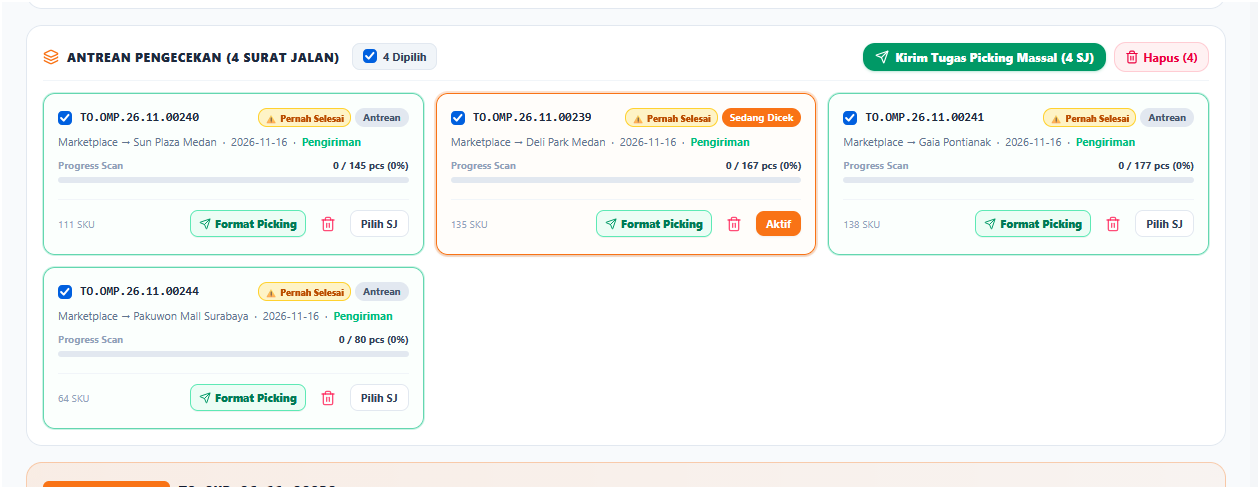 ANTREAN PENGECEKAN (4 SURAT JALAN) 4 Dipilih Kirim Tugas Picking Massal (4 SJ) Hapus (4)
TO.OMP.26.11.00240 Pernah Selesai Antrean
Marketplace → Sun Plaza Medan · 2026-11-16 · Pengiriman
Progress Scan 0 / 145 pcs (0%)
111 SKU Format Picking Pilih SJ
TO.OMP.26.11.00239 Pernah Selesai Sedang Dicek
Marketplace → Deli Park Medan · 2026-11-16 · Pengiriman
Progress Scan 0 / 167 pcs (0%)
135 SKU Format Picking Aktif
TO.OMP.26.11.00241 Pernah Selesai Antrean
Marketplace → Gaia Pontianak · 2026-11-16 · Pengiriman
Progress Scan 0 / 177 pcs (0%)
138 SKU Format Picking Pilih SJ
TO.OMP.26.11.00244 Pernah Selesai Antrean
Marketplace → Pakuwon Mall Surabaya · 2026-11-16 · Pengiriman
Progress Scan 0 / 80 pcs (0%)
64 SKU Format Picking Pilih SJ